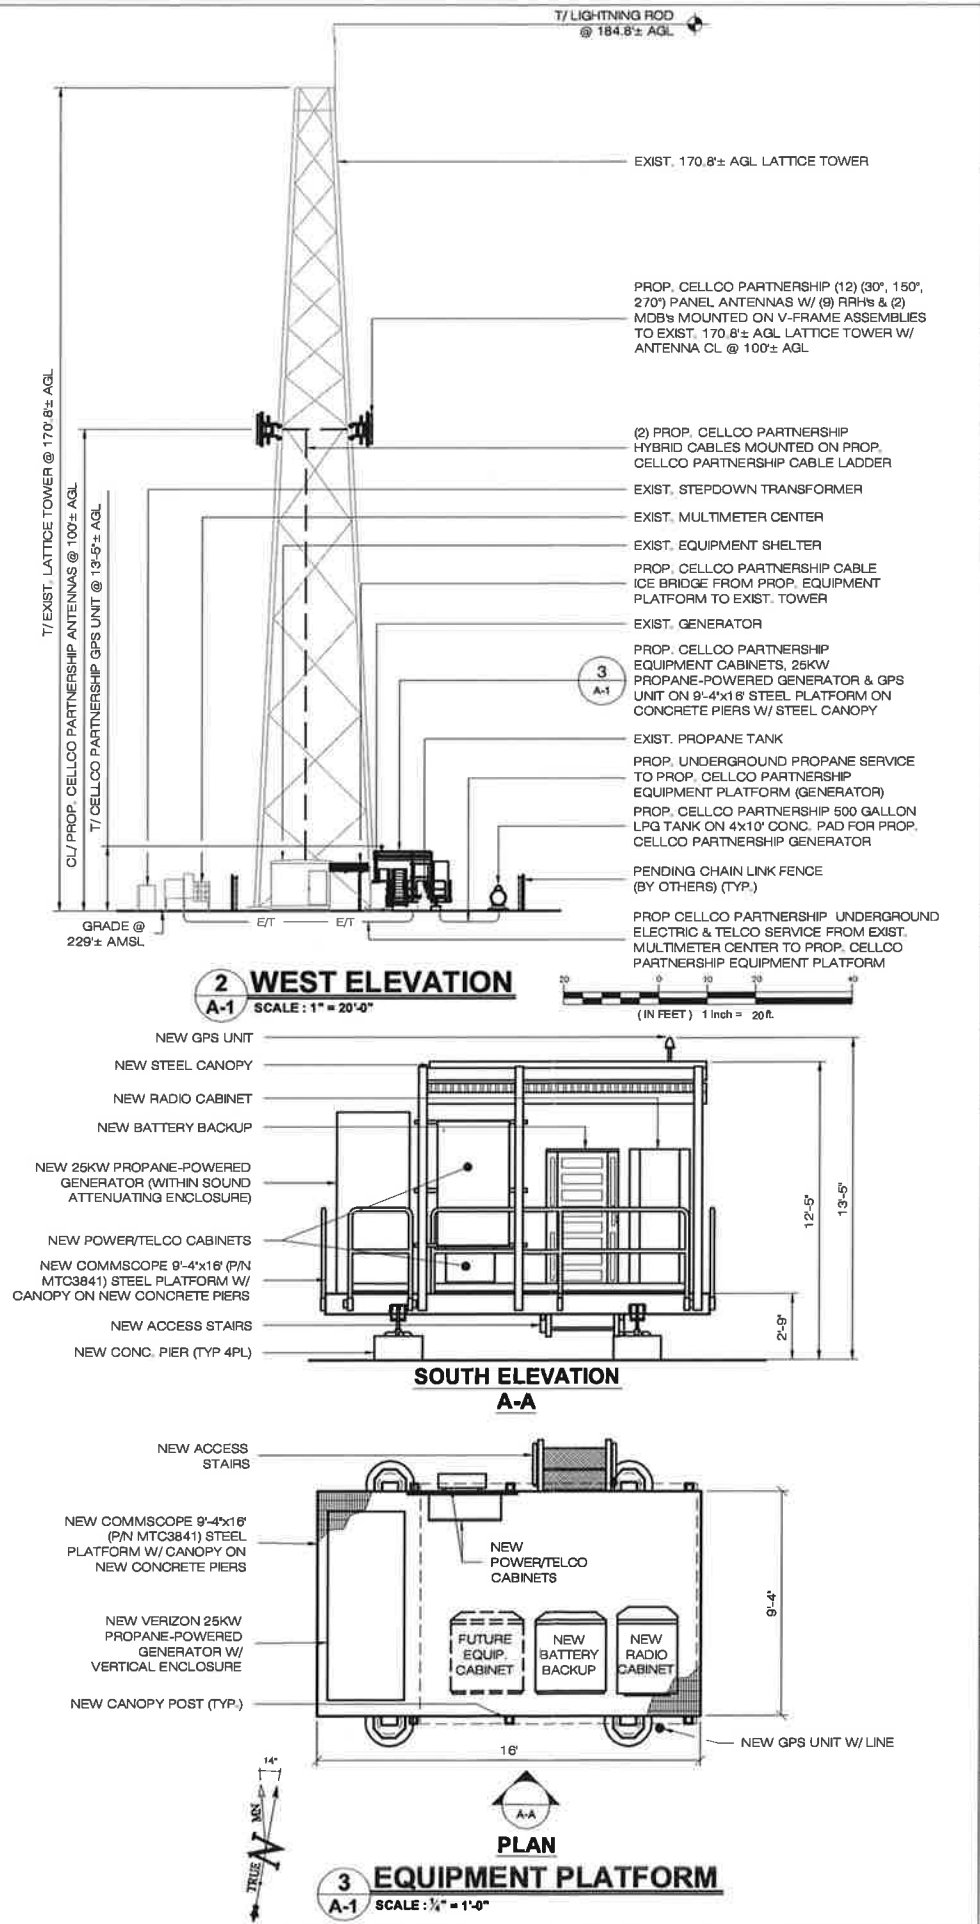 T/ LIGHTNING ROD
@ 184.8'± AGL
EXIST. 170.8'± AGL LATTICE TOWER
PROP. CELLCO PARTNERSHIP (12) (30°, 150°,
270°) PANEL ANTENNAS W/ (9) RRH's & (2)
MDB's MOUNTED ON V-FRAME ASSEMBLIES
TO EXIST. 170.8'± AGL LATTICE TOWER W/
ANTENNA CL @ 100'± AGL
(2) PROP. CELLCO PARTNERSHIP
HYBRID CABLES MOUNTED ON PROP.
CELLCO PARTNERSHIP CABLE LADDER
EXIST. STEPDOWN TRANSFORMER
EXIST. MULTIMETER CENTER
EXIST. EQUIPMENT SHELTER
PROP. CELLCO PARTNERSHIP CABLE
ICE BRIDGE FROM PROP. EQUIPMENT
PLATFORM TO EXIST. TOWER
EXIST. GENERATOR
PROP. CELLCO PARTNERSHIP
EQUIPMENT CABINETS, 25KW
PROPANE-POWERED GENERATOR & GPS
UNIT ON 9'-4"x16' STEEL PLATFORM ON
CONCRETE PIERS W/ STEEL CANOPY
3
A-1
EXIST. PROPANE TANK
PROP. UNDERGROUND PROPANE SERVICE
TO PROP. CELLCO PARTNERSHIP
EQUIPMENT PLATFORM (GENERATOR)
PROP. CELLCO PARTNERSHIP 500 GALLON
LPG TANK ON 4'x10' CONC. PAD FOR PROP.
CELLCO PARTNERSHIP GENERATOR
PENDING CHAIN LINK FENCE
(BY OTHERS) (TYP.)
PROP CELLCO PARTNERSHIP UNDERGROUND
ELECTRIC & TELCO SERVICE FROM EXIST.
MULTIMETER CENTER TO PROP. CELLCO
PARTNERSHIP EQUIPMENT PLATFORM
T/ EXIST. LATTICE TOWER @ 170.8'± AGL
CL/ PROP. CELLCO PARTNERSHIP ANTENNAS @ 100'± AGL
T/ CELLCO PARTNERSHIP GPS UNIT @ 13'-5"± AGL
GRADE @
229'± AMSL
E/T E/T
2
A-1
WEST ELEVATION
SCALE : 1" = 20'-0"
20 0 10 20 40
( IN FEET ) 1 inch = 20 ft.
NEW GPS UNIT
NEW STEEL CANOPY
NEW RADIO CABINET
NEW BATTERY BACKUP
NEW 25KW PROPANE-POWERED
GENERATOR (WITHIN SOUND
ATTENUATING ENCLOSURE)
NEW POWER/TELCO CABINETS
NEW COMMSCOPE 9'-4"x16' (P/N
MTC3841) STEEL PLATFORM W/
CANOPY ON NEW CONCRETE PIERS
NEW ACCESS STAIRS
NEW CONC. PIER (TYP 4PL)
12'-5"
13'-5"
2'-9"
SOUTH ELEVATION
A-A
NEW ACCESS
STAIRS
NEW COMMSCOPE 9'-4"x16'
(P/N MTC3841) STEEL
PLATFORM W/ CANOPY ON
NEW CONCRETE PIERS
NEW
POWER/TELCO
CABINETS
NEW VERIZON 25KW
PROPANE-POWERED
GENERATOR W/
VERTICAL ENCLOSURE
FUTURE
EQUIP.
CABINET
NEW
BATTERY
BACKUP
NEW
RADIO
CABINET
9'-4"
NEW CANOPY POST (TYP.)
NEW GPS UNIT W/ LINE
16'
14°
MN
TRUE
N
A-A
PLAN
3
A-1
EQUIPMENT PLATFORM
SCALE : ¼" = 1'-0"